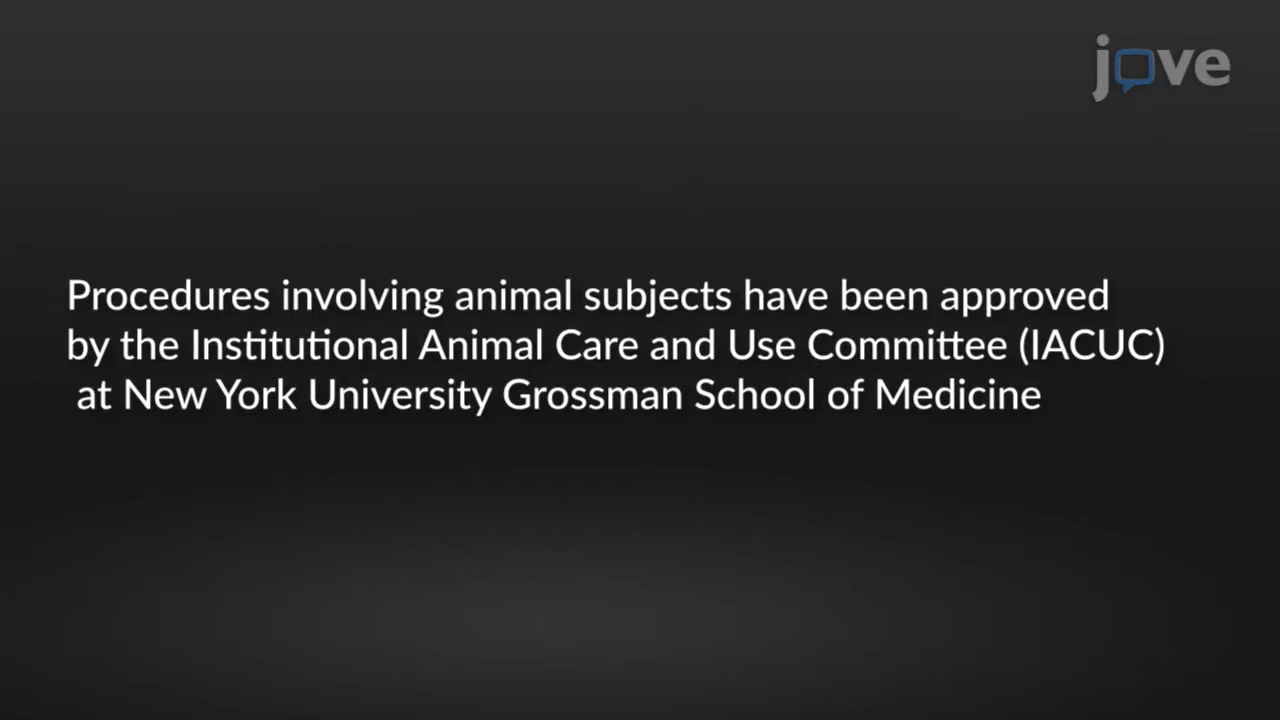 jove
Procedures involving animal subjects have been approved
by the Institutional Animal Care and Use Committee (IACUC)
at New York University Grossman School of Medicine